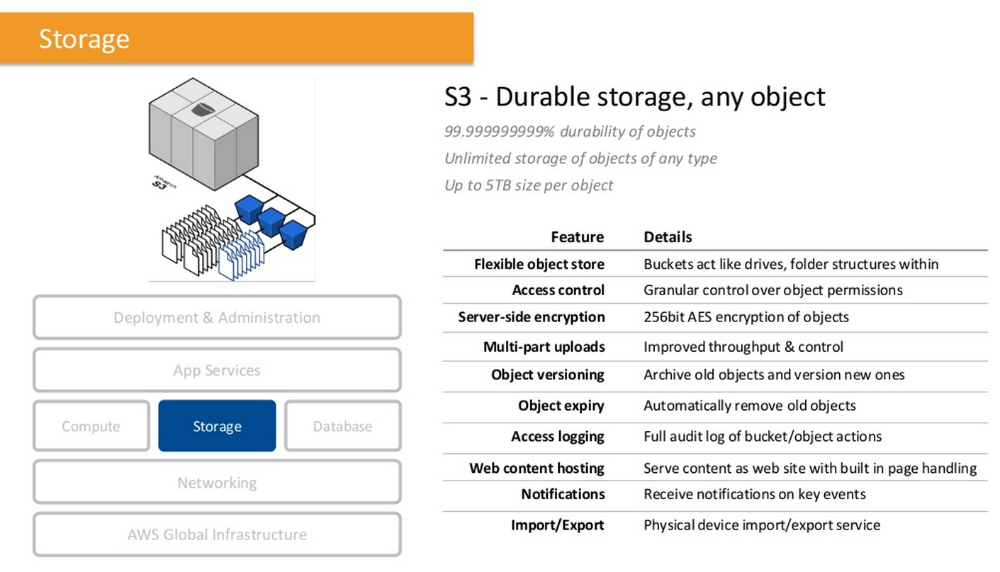 Storage
Amazon
S3
S3 - Durable storage, any object
99.999999999% durability of objects
Unlimited storage of objects of any type
Up to 5TB size per object
Feature Details
Flexible object store Buckets act like drives, folder structures within
Access control Granular control over object permissions
Server-side encryption 256bit AES encryption of objects
Multi-part uploads Improved throughput & control
Object versioning Archive old objects and version new ones
Object expiry Automatically remove old objects
Access logging Full audit log of bucket/object actions
Web content hosting Serve content as web site with built in page handling
Notifications Receive notifications on key events
Import/Export Physical device import/export service
Deployment & Administration
App Services
Compute Storage Database
Networking
AWS Global Infrastructure